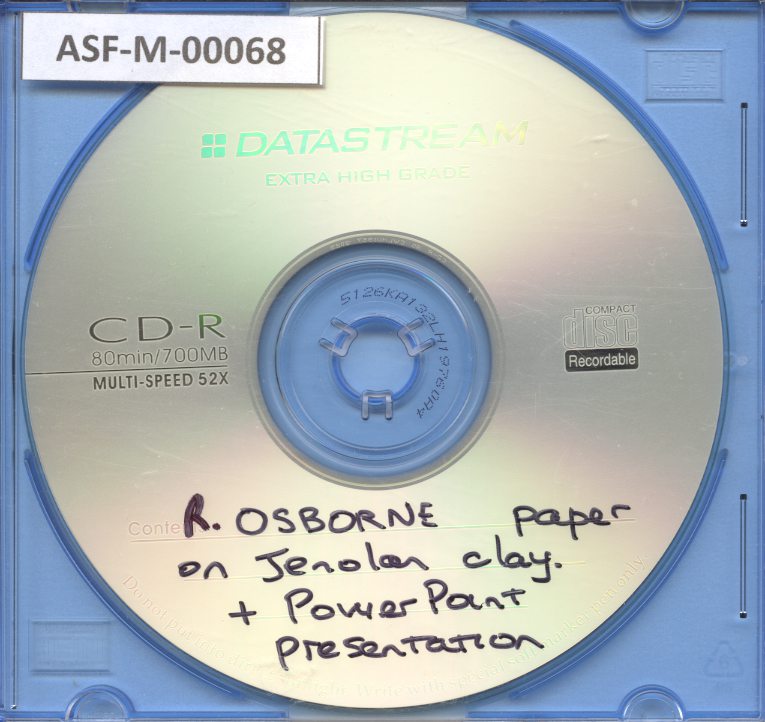 ASF-M-00068
DATASTREAM
EXTRA HIGH GRADE
5126KA132LH1976UA4
CD-R
80min/700MB
MULTI-SPEED 52X
COMPACT
disc
Recordable
R. OSBORNE paper
on Jenolan clay.
+ PowerPoint
presentation